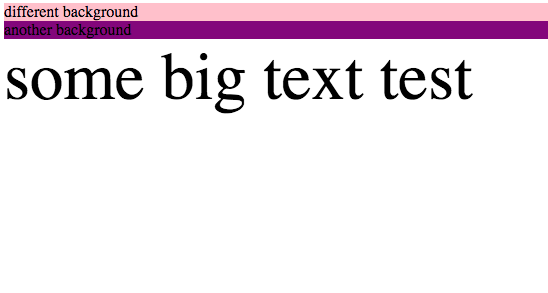 different background
another background
some big text test